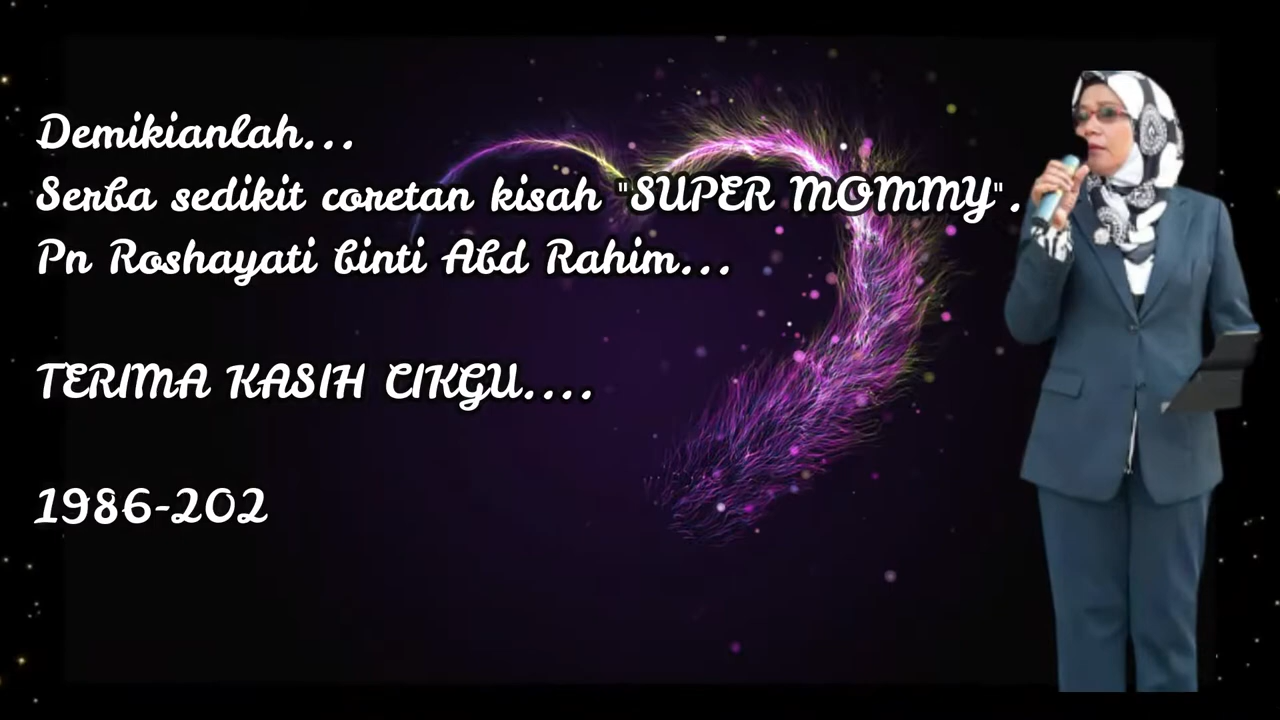 Demikianlah...
Serba sedikit coretan kisah "SUPER MOMMY".
Pn Roshayati binti Abd Rahim...
TERIMA KASIH CIKGU....
1986-202